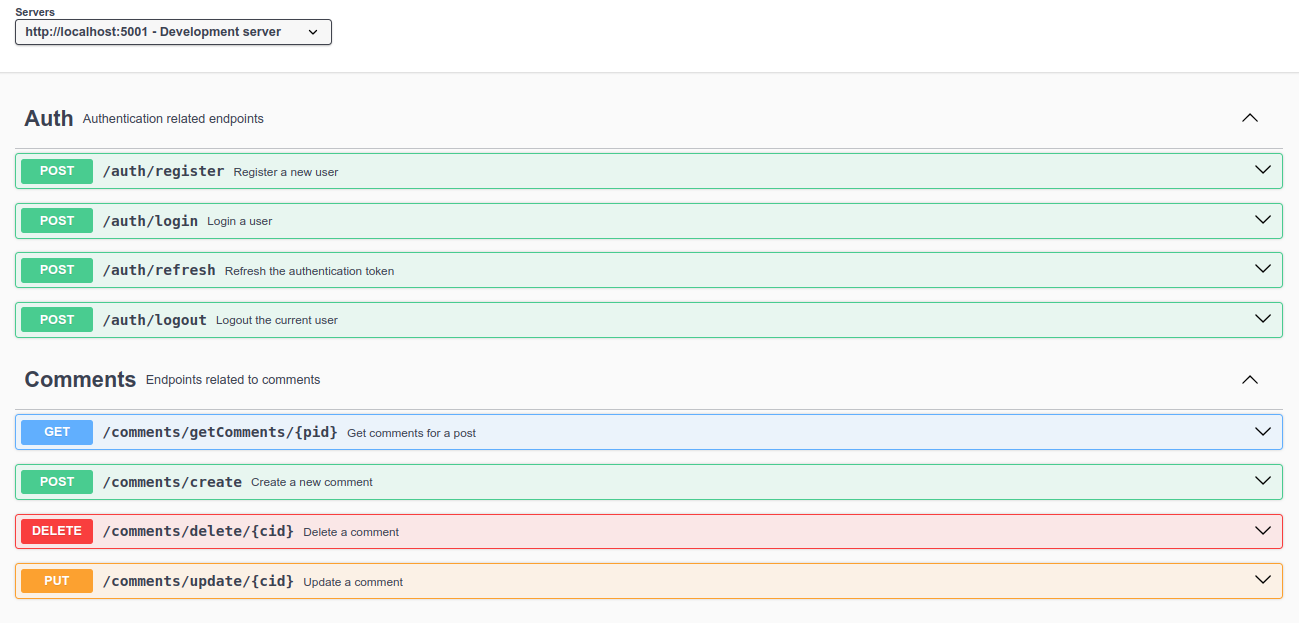 Servers
http://localhost:5001 - Development server
Auth Authentication related endpoints
POST /auth/register Register a new user
POST /auth/login Login a user
POST /auth/refresh Refresh the authentication token
POST /auth/logout Logout the current user
Comments Endpoints related to comments
GET /comments/getComments/{pid} Get comments for a post
POST /comments/create Create a new comment
DELETE /comments/delete/{cid} Delete a comment
PUT /comments/update/{cid} Update a comment